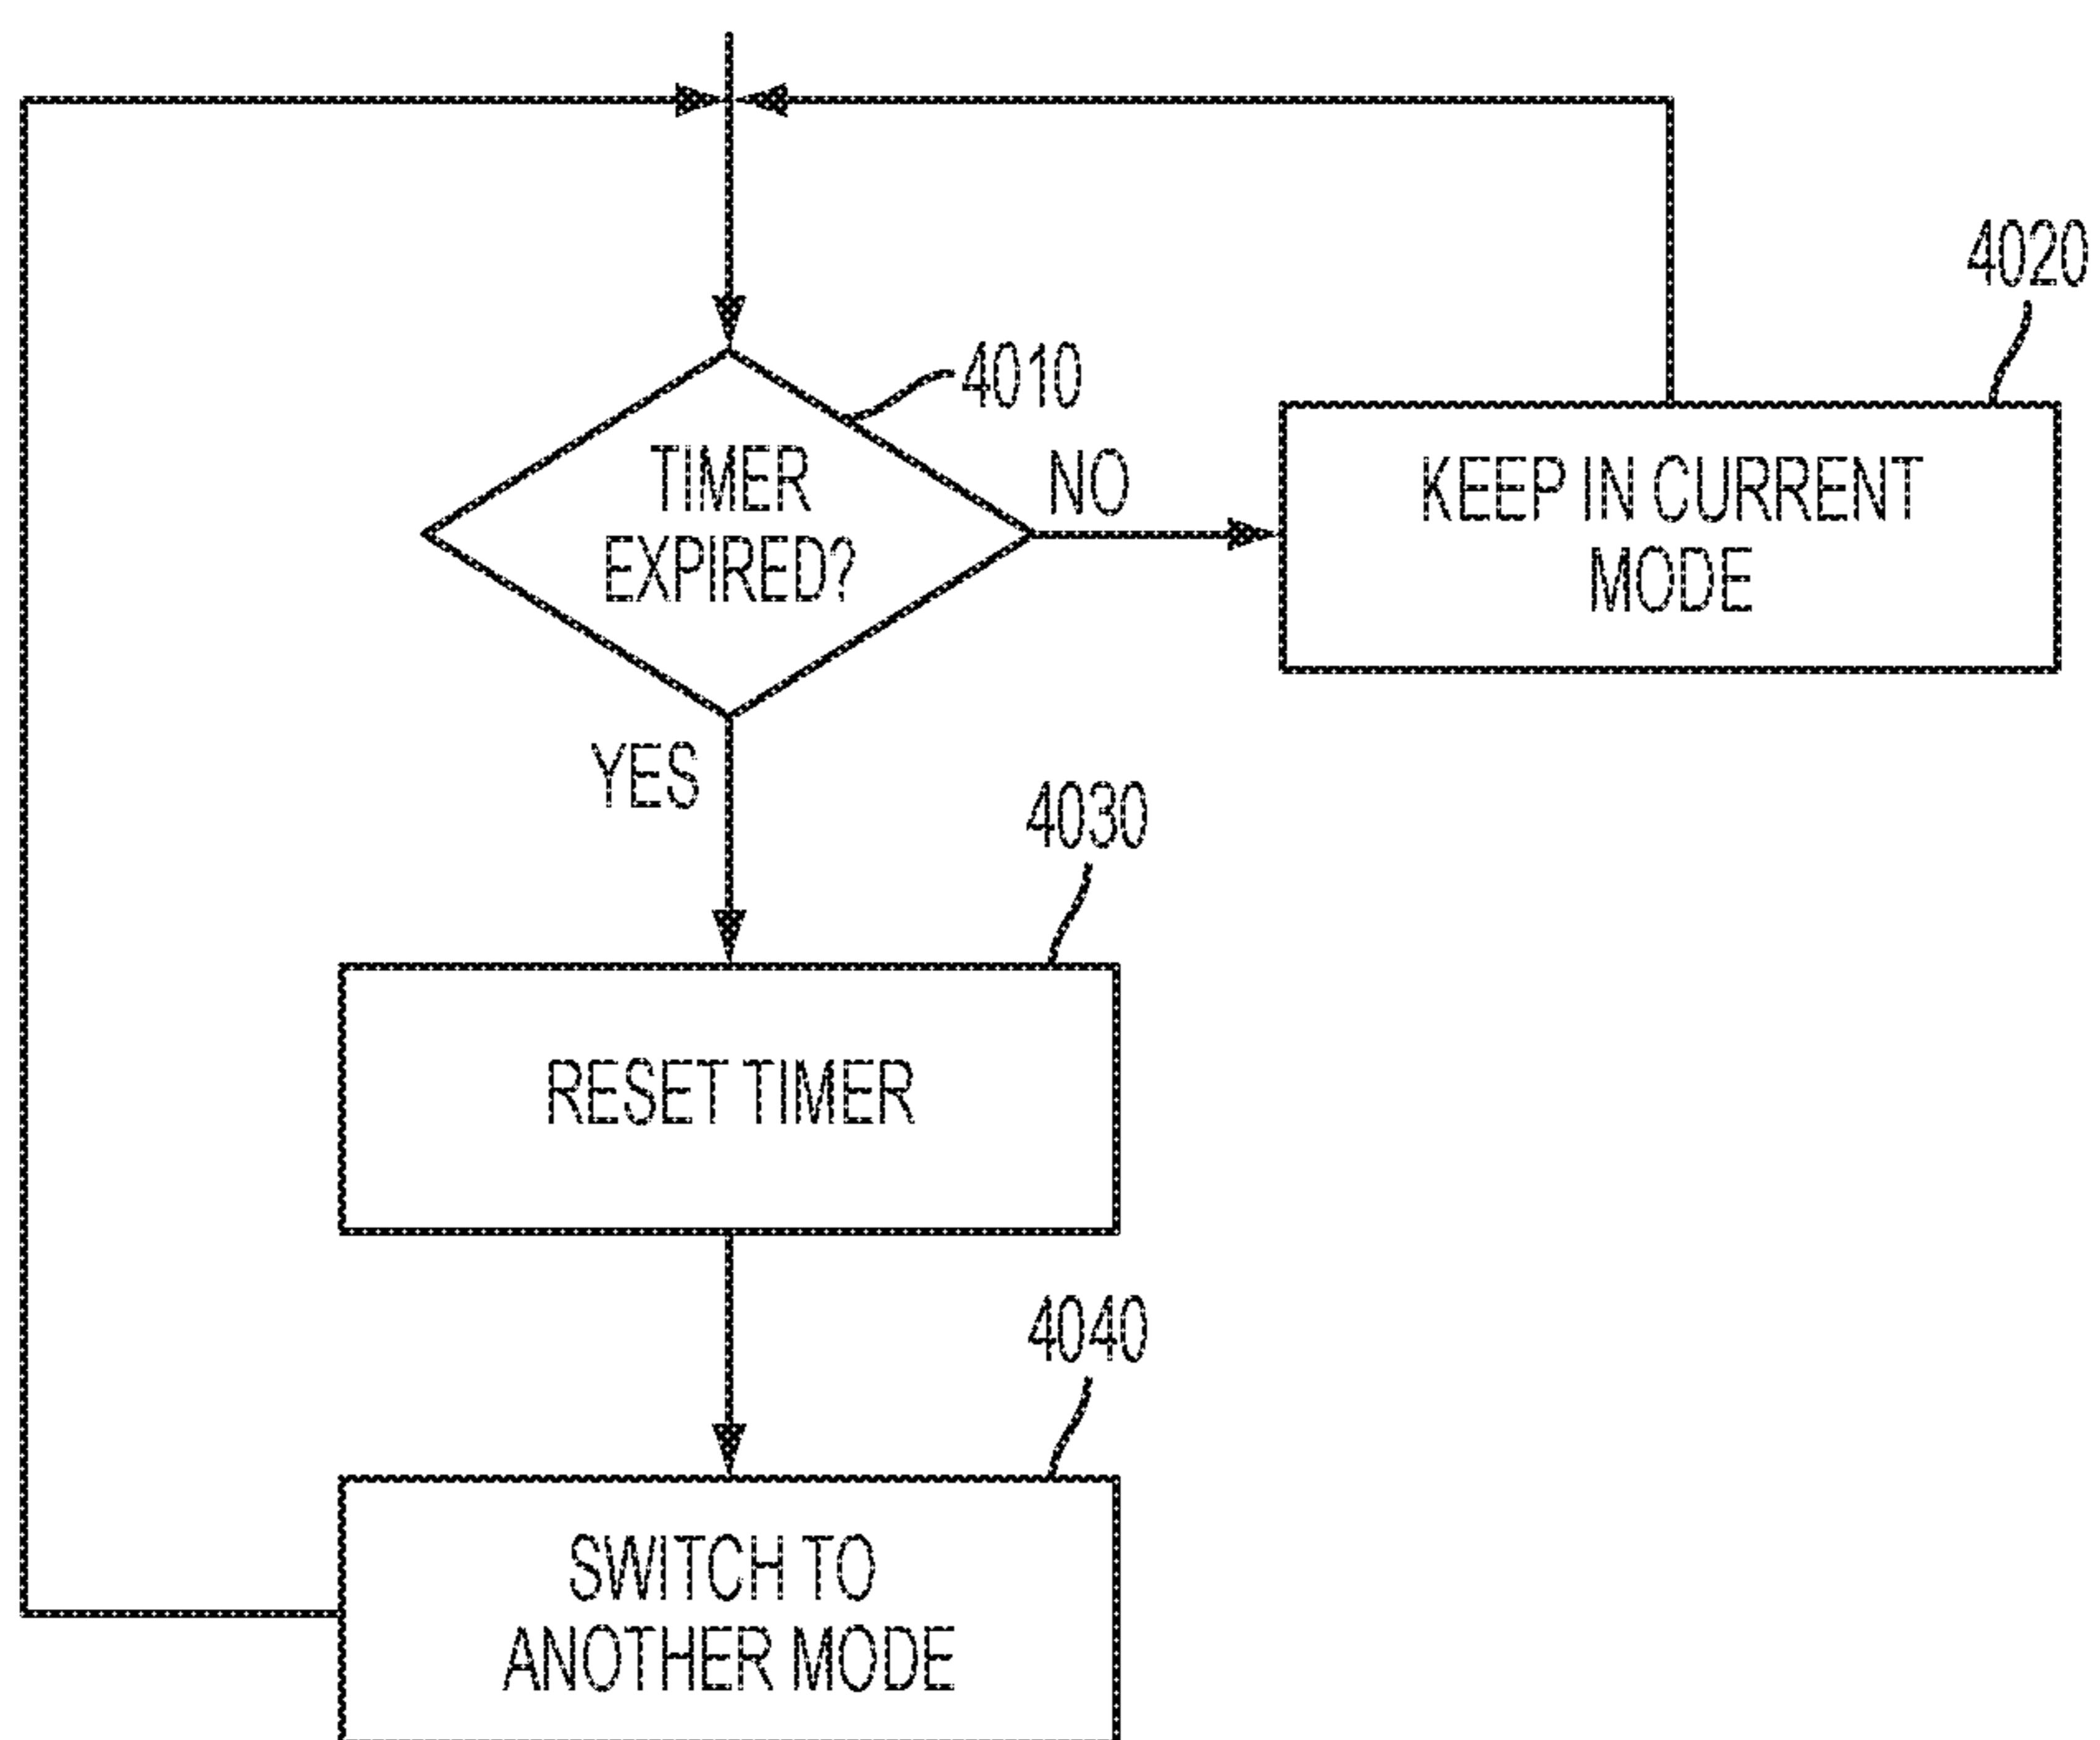 4020
4010
TIMER
EXPIRED?
NO
KEEP IN CURRENT
MODE
YES
4030
RESET TIMER
4040
SWITCH TO
ANOTHER MODE